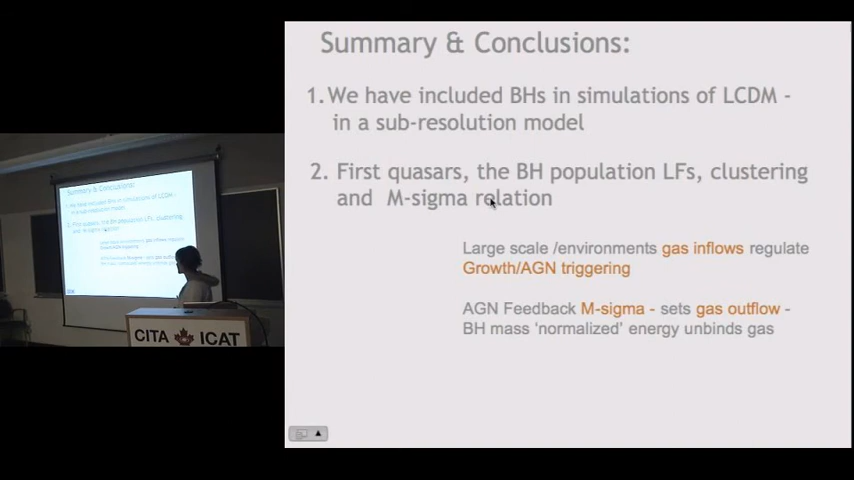 Summary & Conclusions:
1. We have included BHs in simulations of LCDM -
in a sub-resolution model
2. First quasars, the BH population LFs, clustering
and M-sigma relation
Large scale /environments gas inflows regulate
Growth/AGN triggering
AGN Feedback M-sigma - sets gas outflow -
BH mass 'normalized' energy unbinds gas
Summary & Conclusions:
CITA ICAT